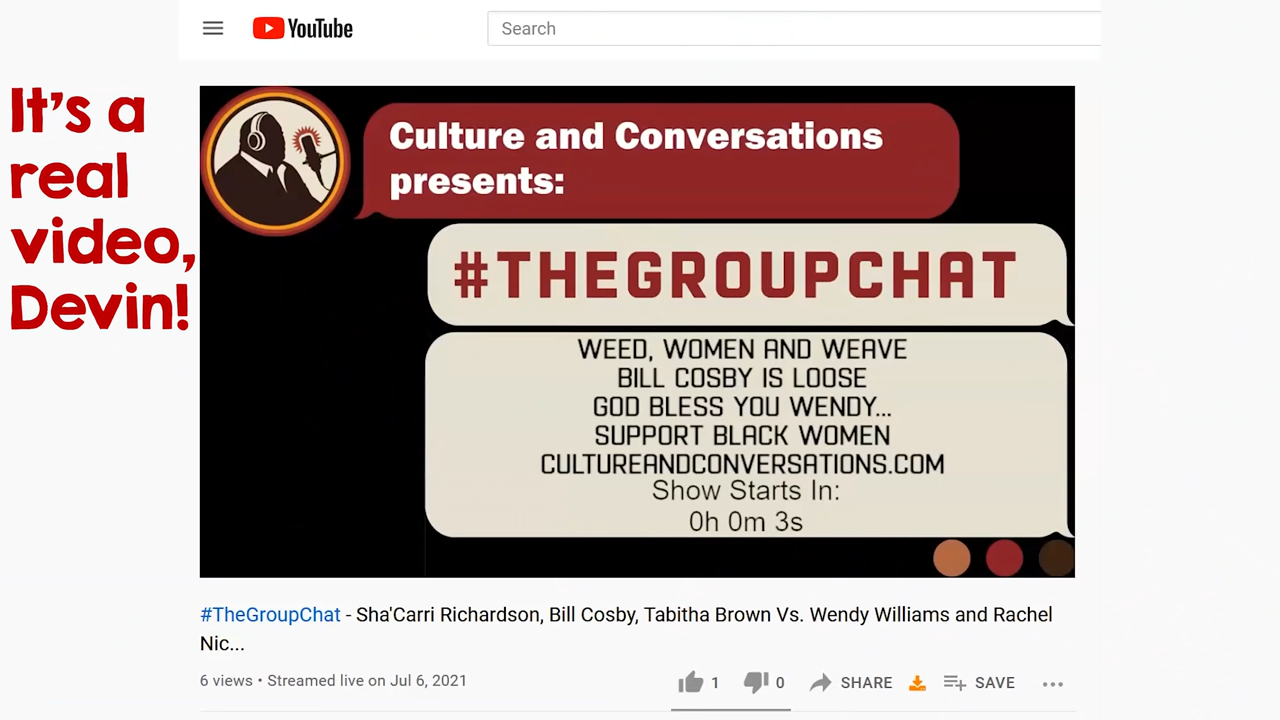 YouTube
Search
It's a
real
video,
Devin!
Culture and Conversations
presents:
#THEGROUPCHAT
WEED, WOMEN AND WEAVE
BILL COSBY IS LOOSE
GOD BLESS YOU WENDY...
SUPPORT BLACK WOMEN
CULTUREANDCONVERSATIONS.COM
Show Starts In:
0h 0m 3s
#TheGroupChat - Sha'Carri Richardson, Bill Cosby, Tabitha Brown Vs. Wendy Williams and Rachel
Nic...
6 views • Streamed live on Jul 6, 2021
1
0
SHARE
SAVE